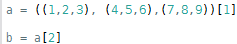 a = ((1,2,3), (4,5,6),(7,8,9))[1]
b = a[2]